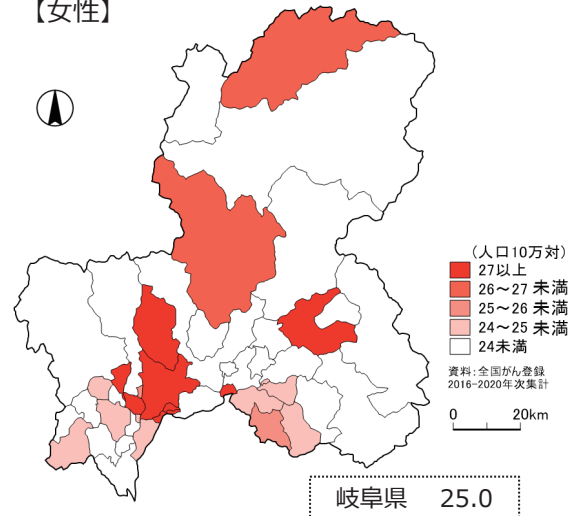 【女性】
(人口10万対)
27以上
26～27 未満
25～26 未満
24～25 未満
24未満
資料:全国がん登録
2016-2020年次集計
0 20km
岐阜県 25.0